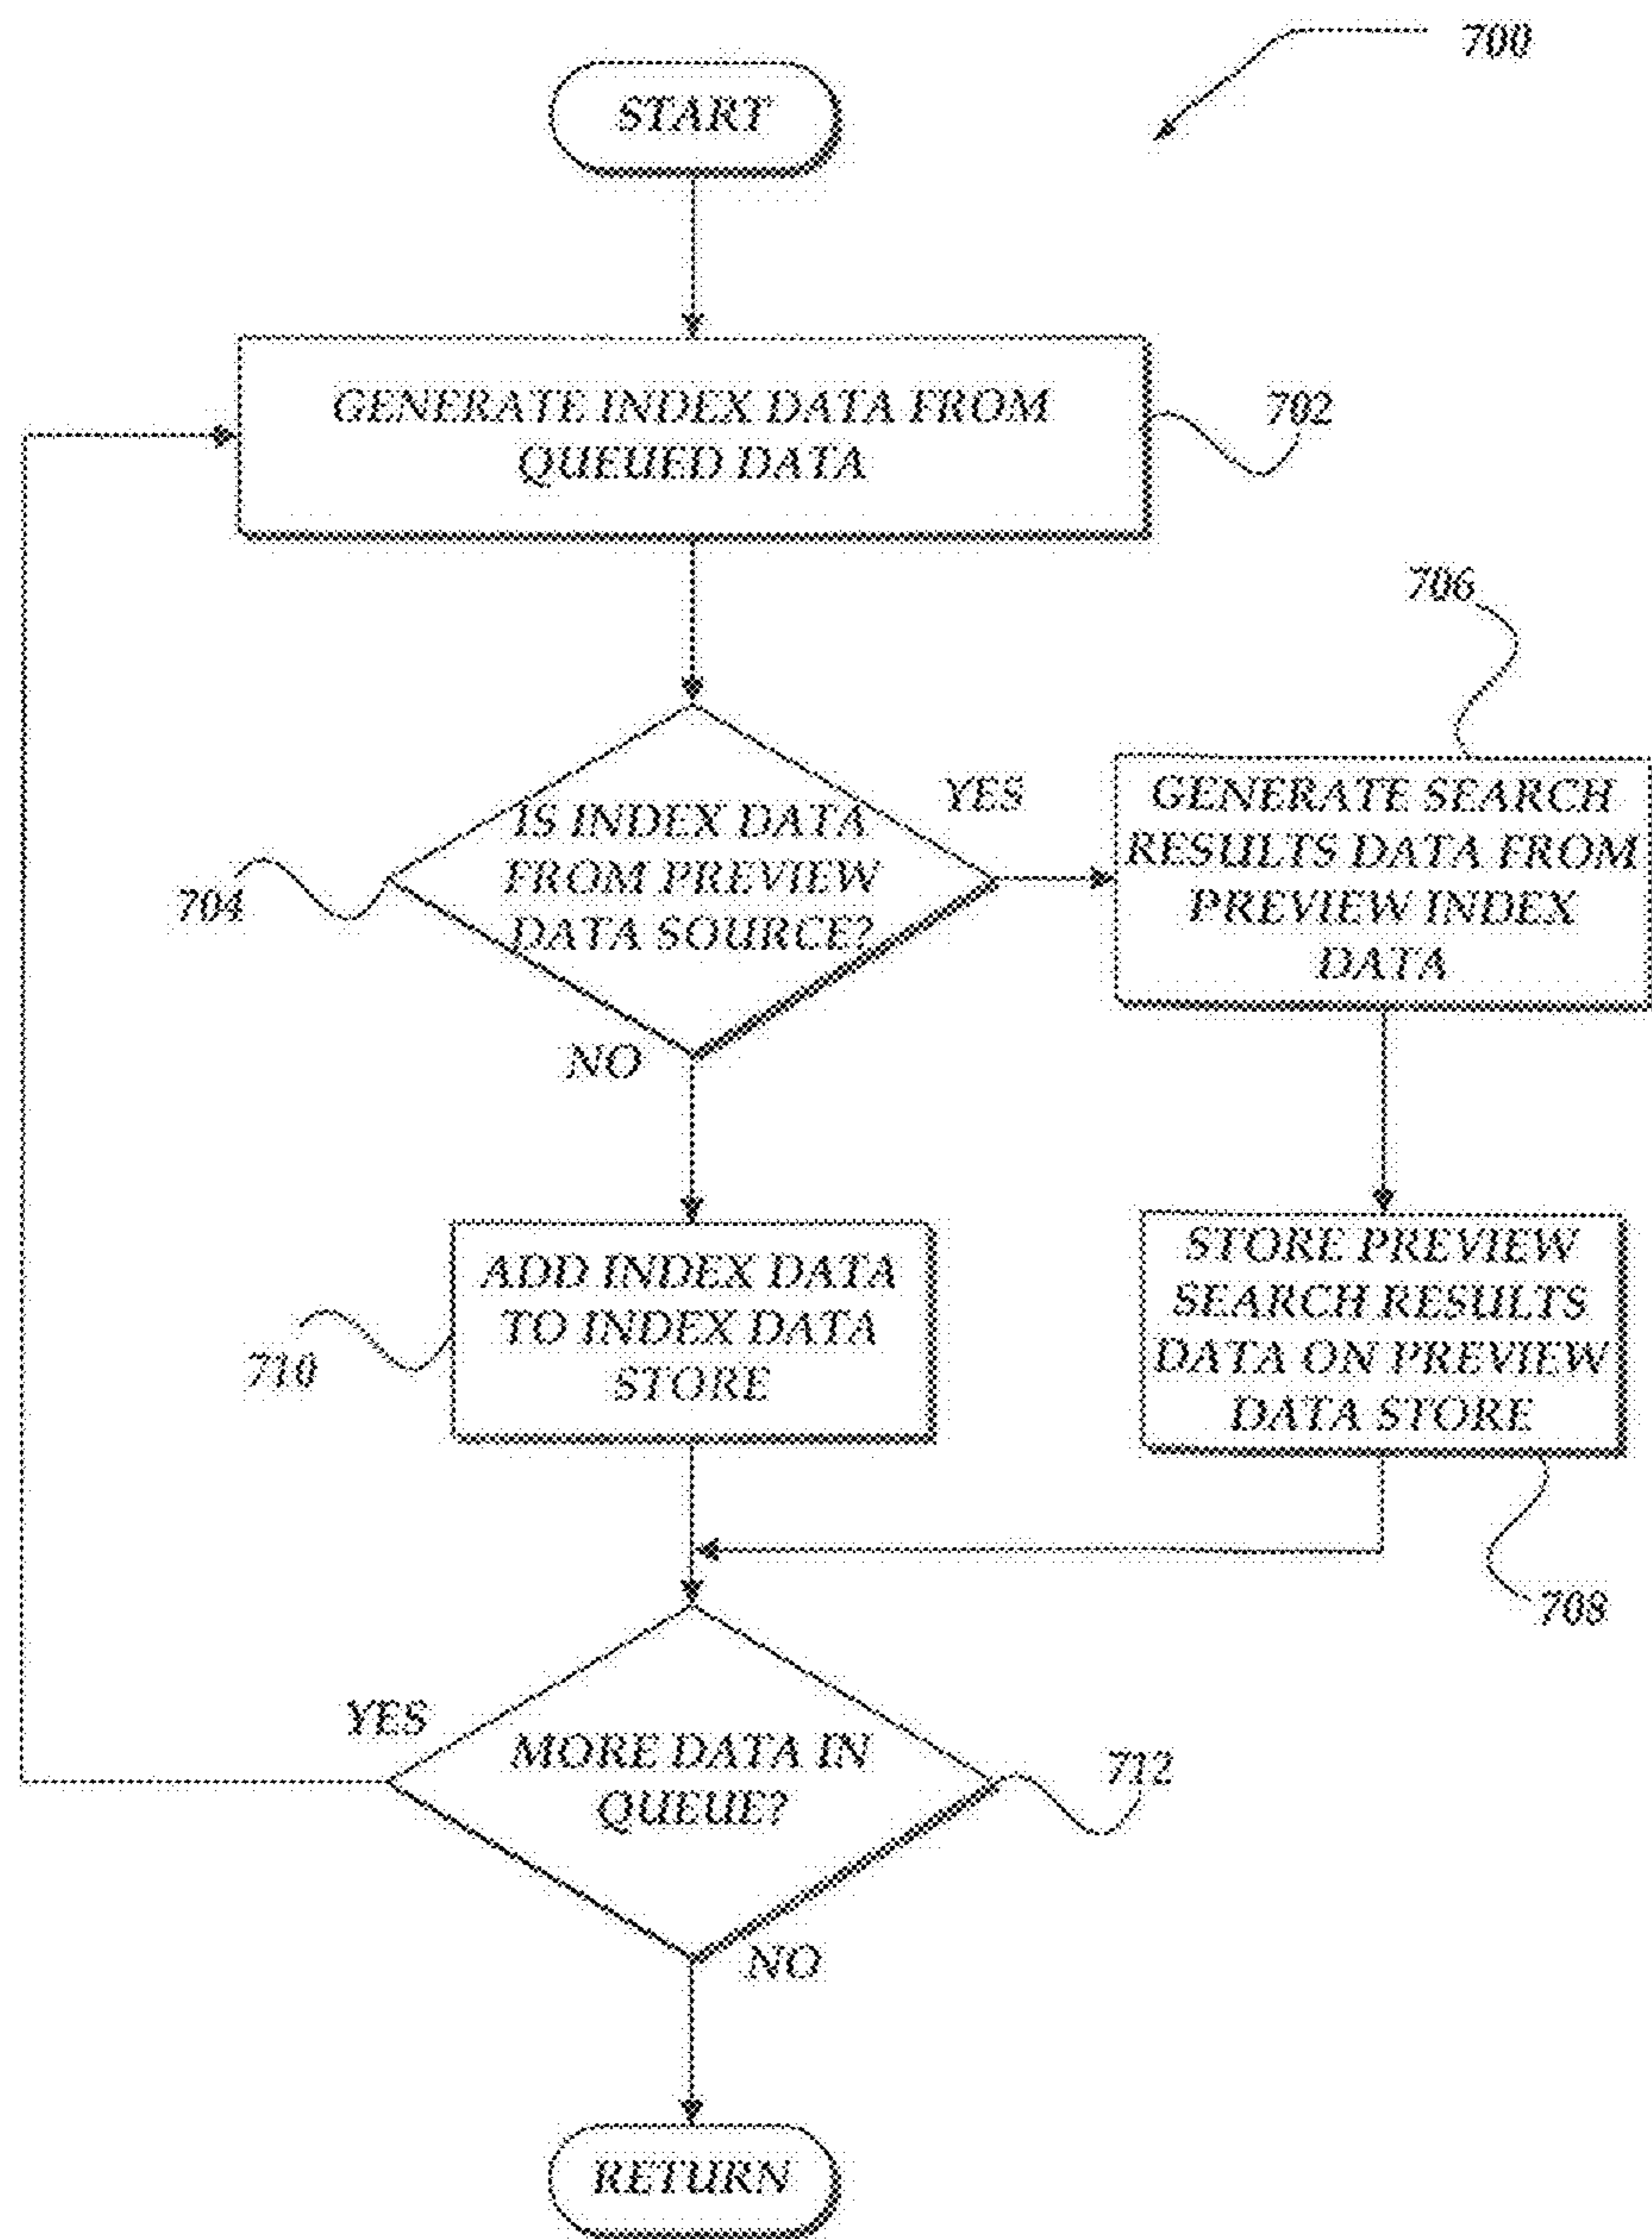 700
START
GENERATE INDEX DATA FROM
QUEUED DATA
702
706
IS INDEX DATA
FROM PREVIEW
DATA SOURCE?
YES
704
NO
GENERATE SEARCH
RESULTS DATA FROM
PREVIEW INDEX
DATA
ADD INDEX DATA
TO INDEX DATA
STORE
710
STORE PREVIEW
SEARCH RESULTS
DATA ON PREVIEW
DATA STORE
708
YES
MORE DATA IN
QUEUE?
712
NO
RETURN